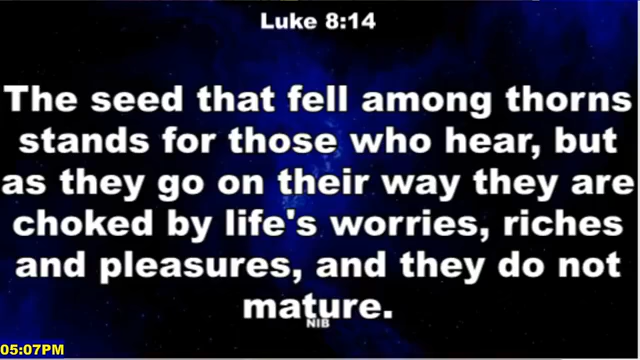 Luke 8:14
The seed that fell among thorns
stands for those who hear, but
as they go on their way they are
choked by life's worries, riches
and pleasures, and they do not
mature.
NIB
05:07PM